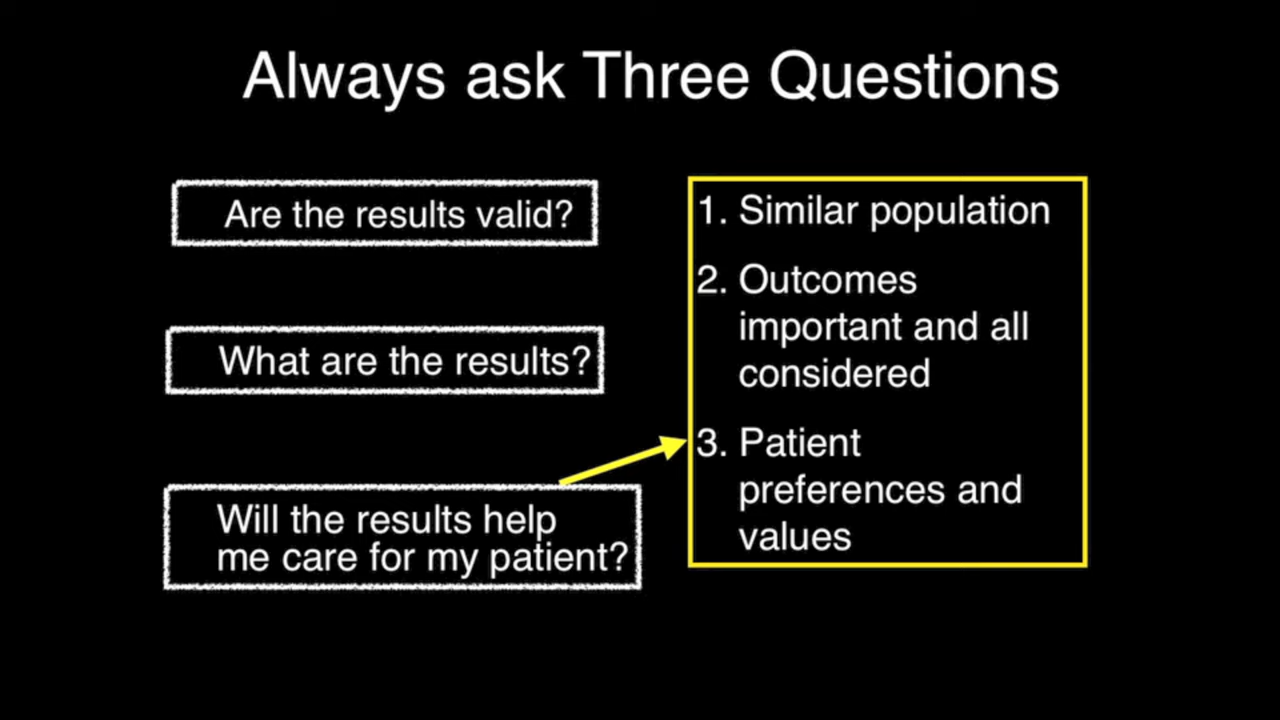 Always ask Three Questions
Are the results valid?
What are the results?
Will the results help
me care for my patient?
1. Similar population
2. Outcomes
important and all
considered
3. Patient
preferences and
values